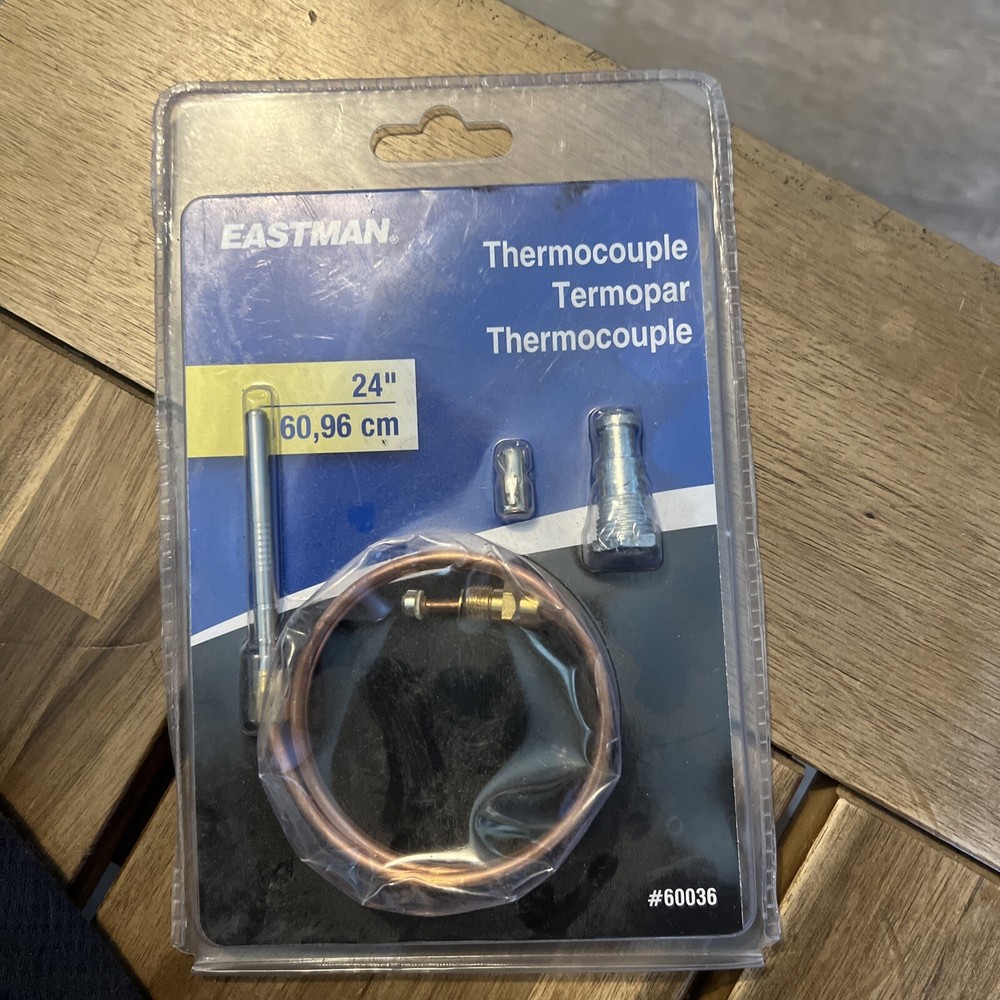 EASTMAN®
Thermocouple
Termopar
Thermocouple
24"
60,96 cm
#60036